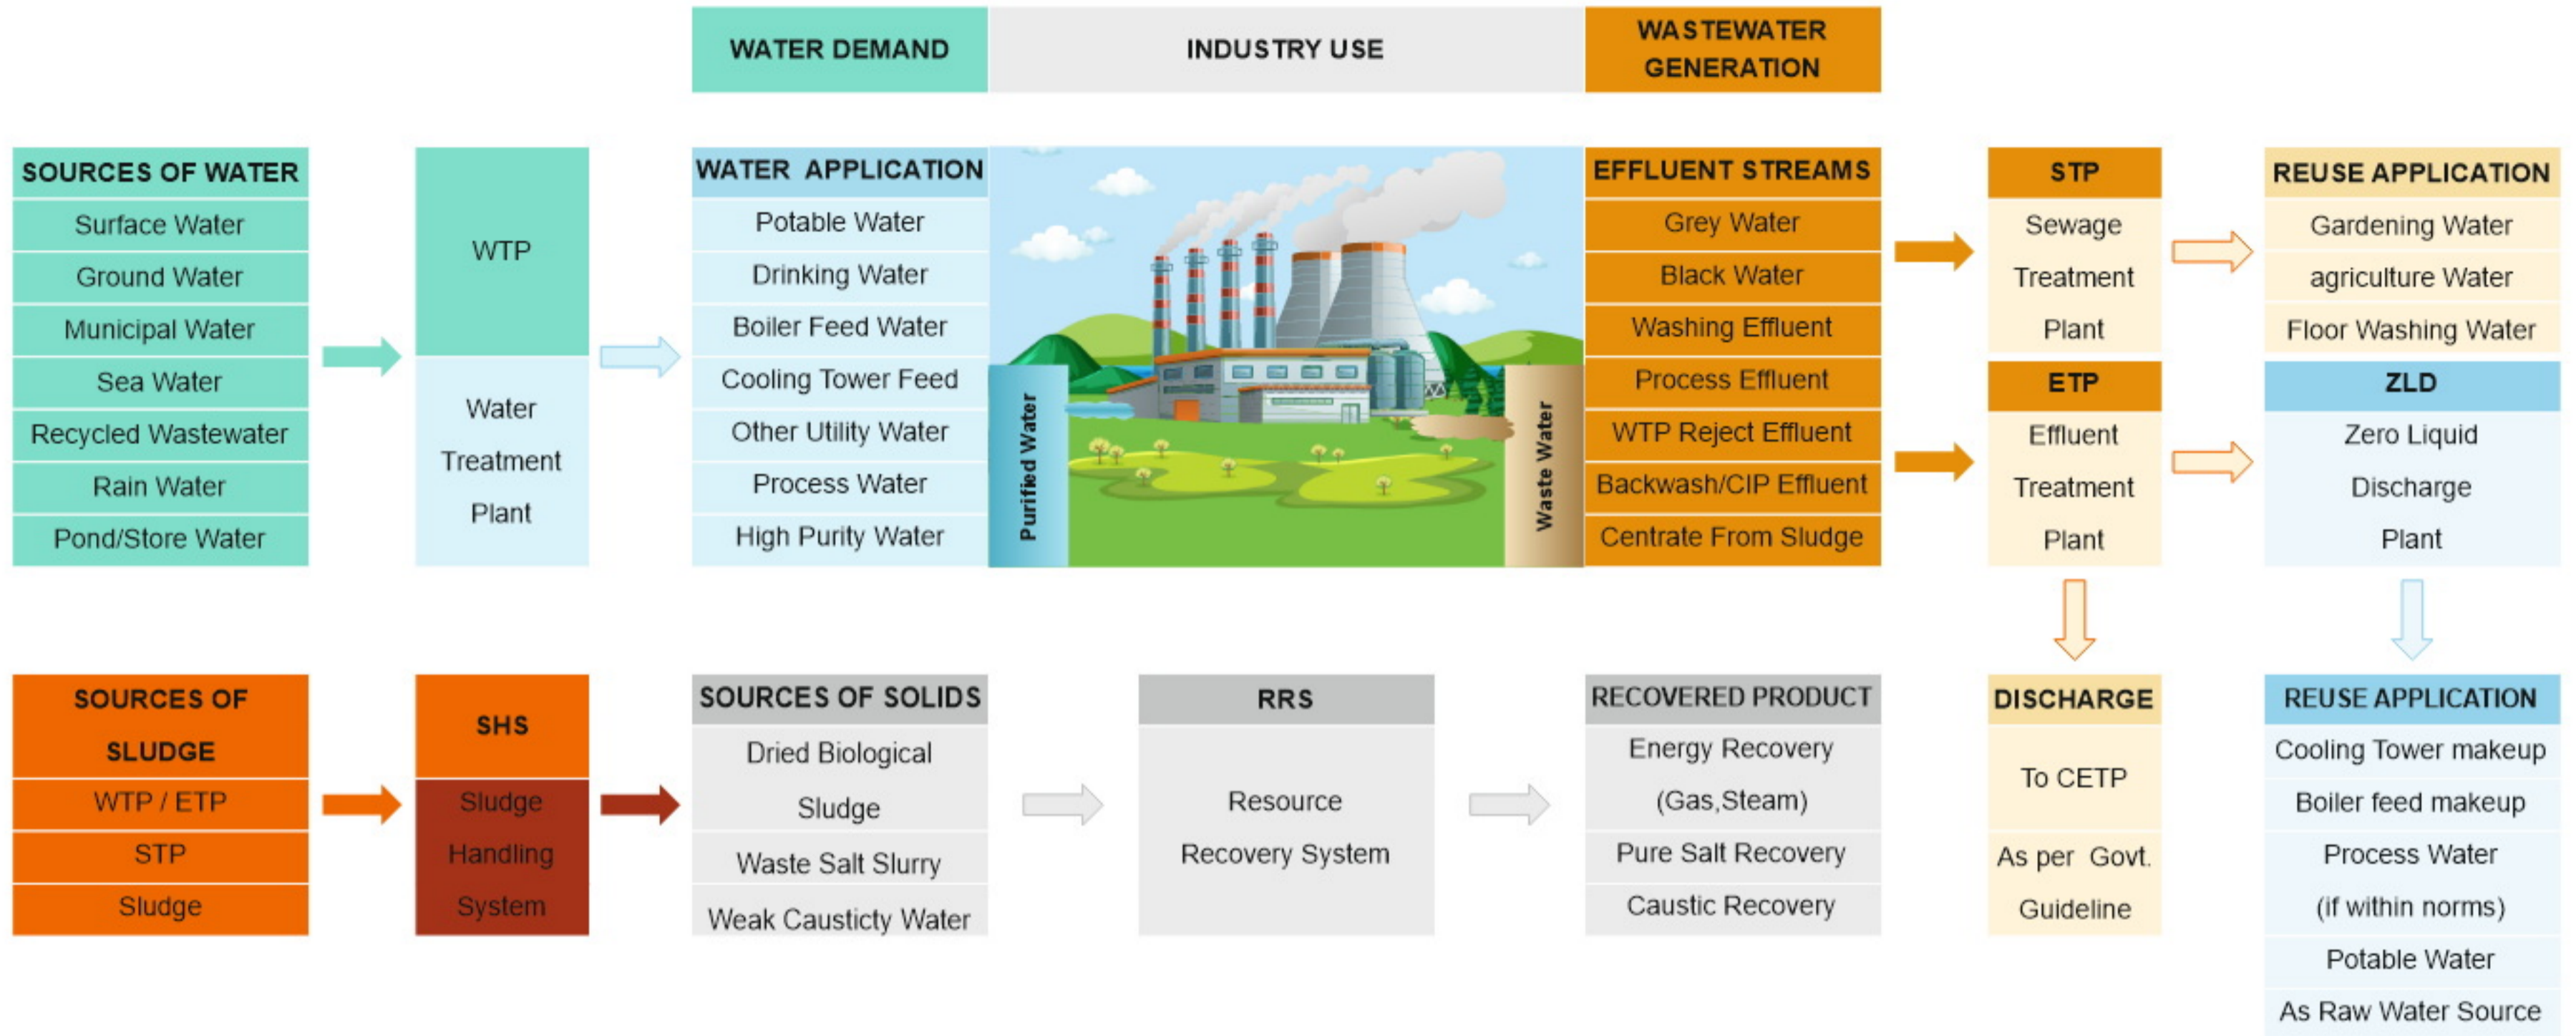 WATER DEMAND
INDUSTRY USE
WASTEWATER
GENERATION
SOURCES OF WATER
Surface Water
Ground Water
Municipal Water
Sea Water
Recycled Wastewater
Rain Water
Pond/Store Water
WTP
Water
Treatment
Plant
WATER APPLICATION
Potable Water
Drinking Water
Boiler Feed Water
Cooling Tower Feed
Other Utility Water
Process Water
High Purity Water
Purified Water
Waste Water
EFFLUENT STREAMS
Grey Water
Black Water
Washing Effluent
Process Effluent
WTP Reject Effluent
Backwash/CIP Effluent
Centrate From Sludge
STP
Sewage
Treatment
Plant
REUSE APPLICATION
Gardening Water
agriculture Water
Floor Washing Water
ETP
Effluent
Treatment
Plant
ZLD
Zero Liquid
Discharge
Plant
SOURCES OF
SLUDGE
WTP / ETP
STP
Sludge
SHS
Sludge
Handling
System
SOURCES OF SOLIDS
Dried Biological
Sludge
Waste Salt Slurry
Weak Causticty Water
RRS
Resource
Recovery System
RECOVERED PRODUCT
Energy Recovery
(Gas,Steam)
Pure Salt Recovery
Caustic Recovery
DISCHARGE
To CETP
As per Govt.
Guideline
REUSE APPLICATION
Cooling Tower makeup
Boiler feed makeup
Process Water
(if within norms)
Potable Water
As Raw Water Source